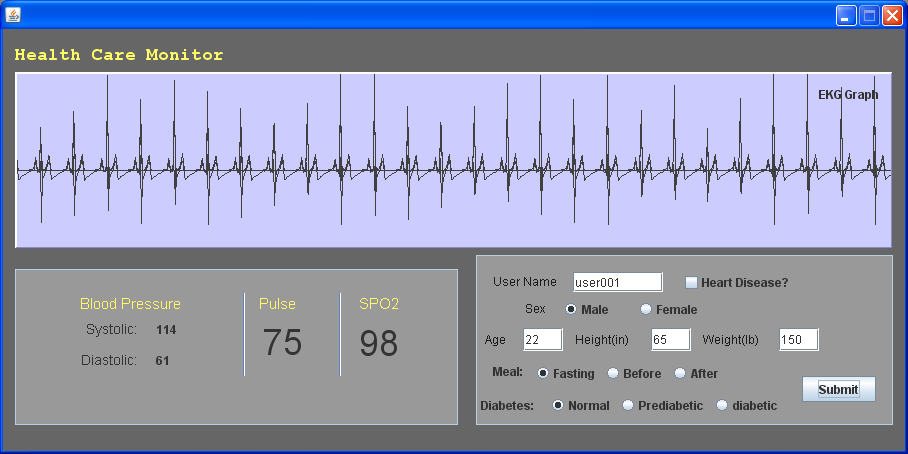 Health Care Monitor
EKG Graph
Blood Pressure
Systolic: 114
Diastolic: 61
Pulse
75
SPO2
98
User Name user001 Heart Disease?
Sex Male Female
Age 22 Height(in) 65 Weight(lb) 150
Meal: Fasting Before After
Submit
Diabetes: Normal Prediabetic diabetic